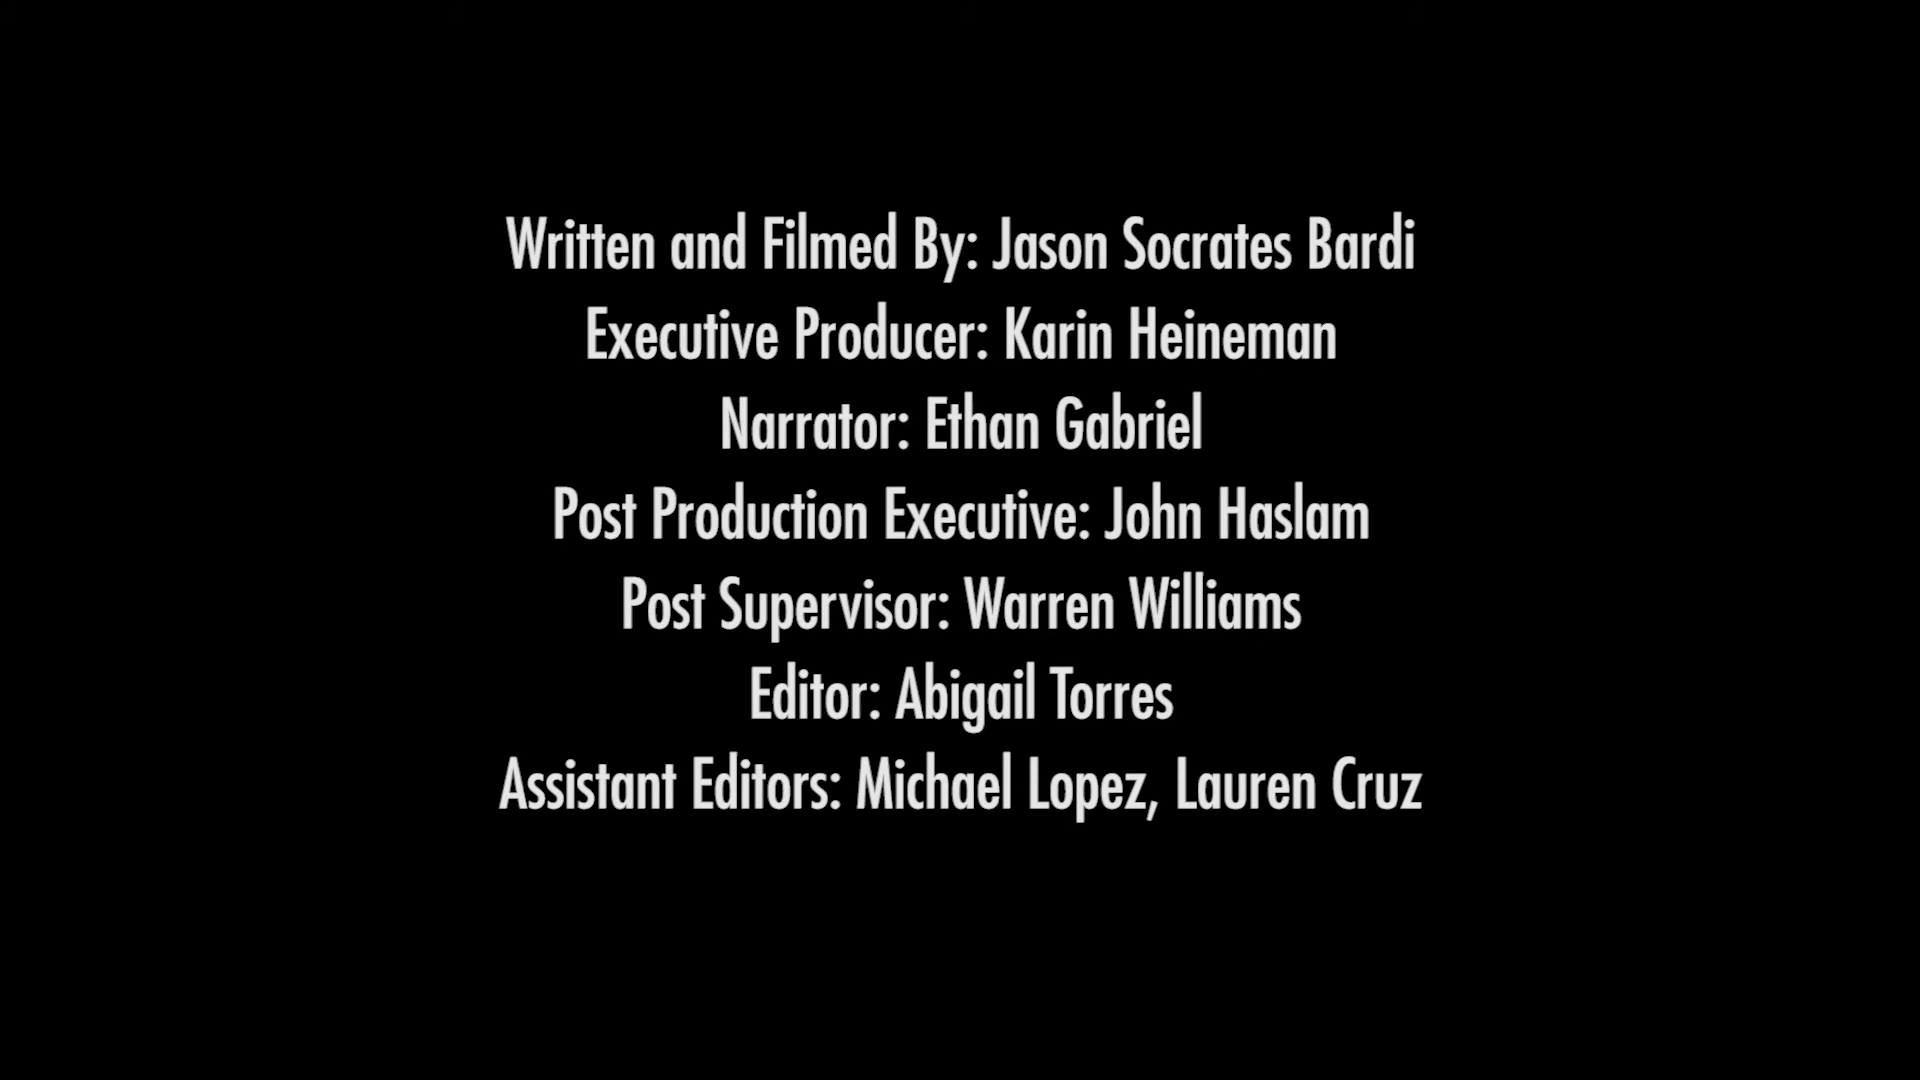 Written and Filmed By: Jason Socrates Bardi
Executive Producer: Karin Heineman
Narrator: Ethan Gabriel
Post Production Executive: John Haslam
Post Supervisor: Warren Williams
Editor: Abigail Torres
Assistant Editors: Michael Lopez, Lauren Cruz